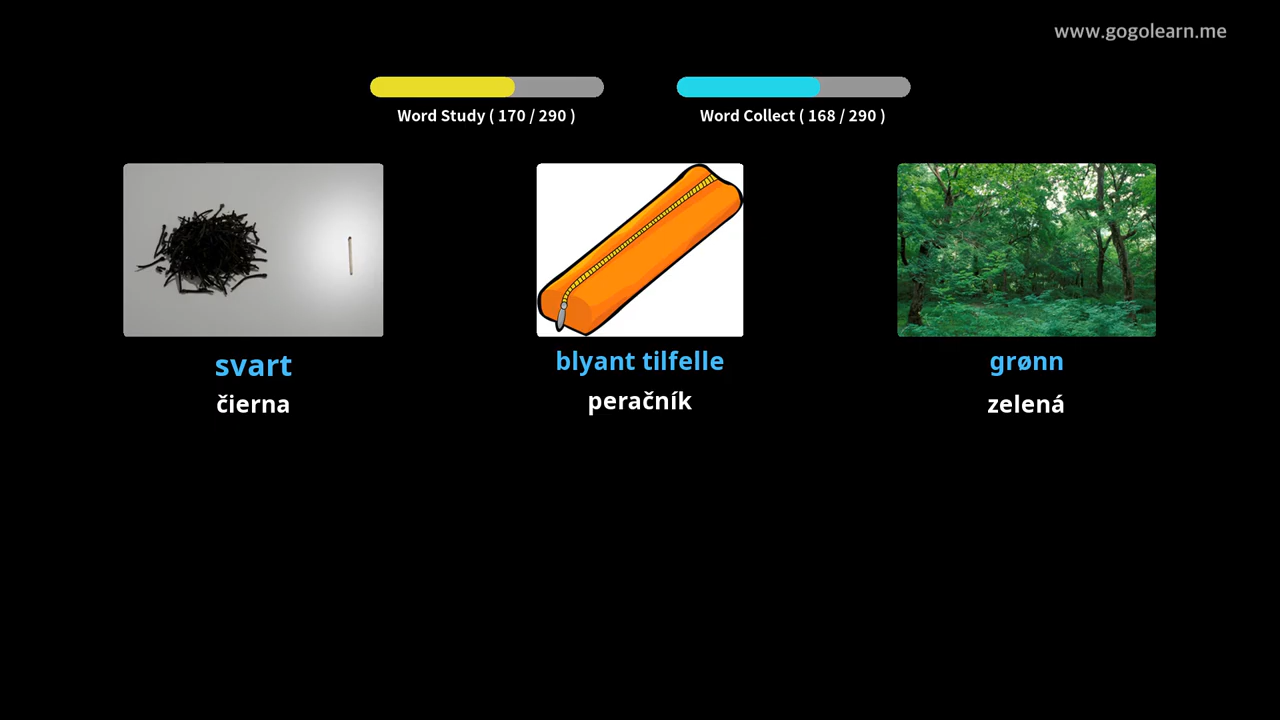 www.gogolearn.me
Word Study ( 170 / 290 )
Word Collect ( 168 / 290 )
svart
blyant tilfelle
grønn
čierna
peračník
zelená